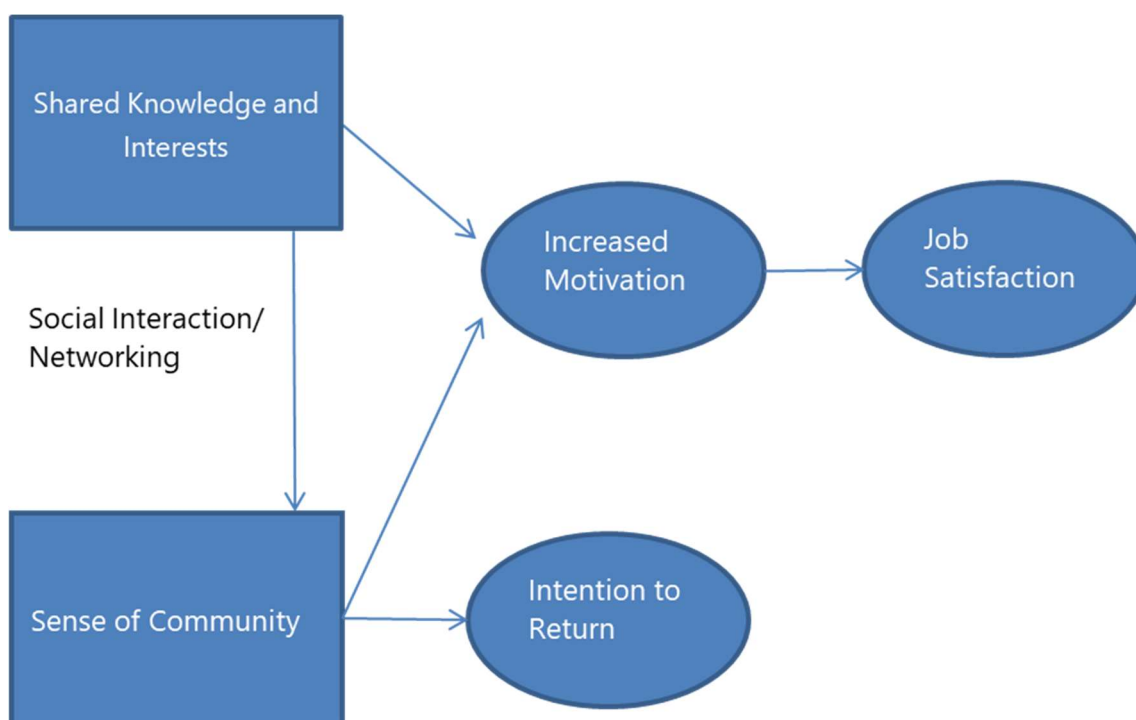 Shared Knowledge and
Interests
Increased
Motivation
Job
Satisfaction
Social Interaction/
Networking
Sense of Community
Intention to
Return